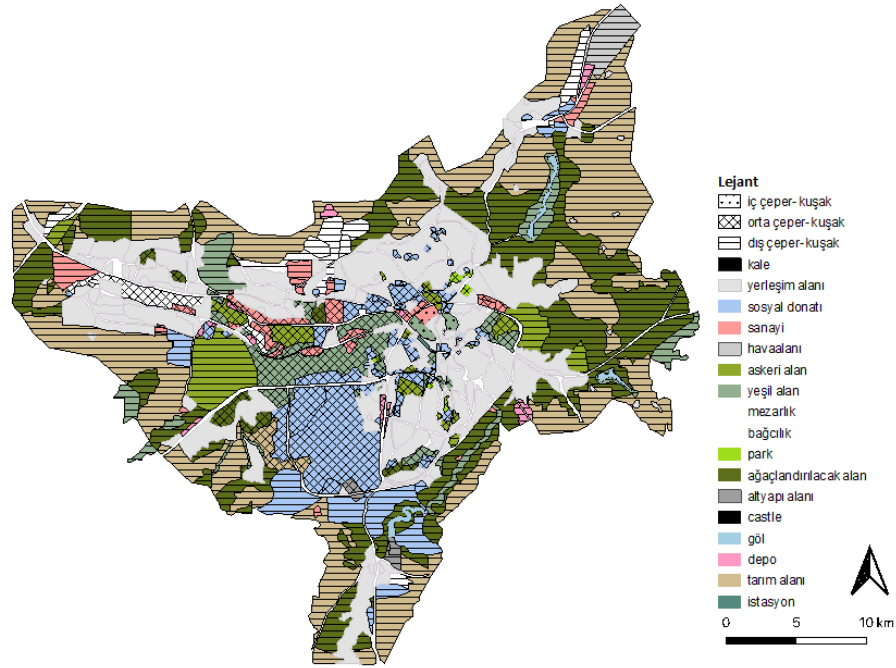 Lejant
iç çeper-kuşak
orta çeper-kuşak
dış çeper-kuşak
kale
yerleşim alanı
sosyal donatı
sanayi
havaalanı
askeri alan
yeşil alan
mezarlık
bağcılık
park
ağaçlandırılacak alan
altyapı alanı
castle
göl
depo
tarım alanı
istasyon
0 5 10 km